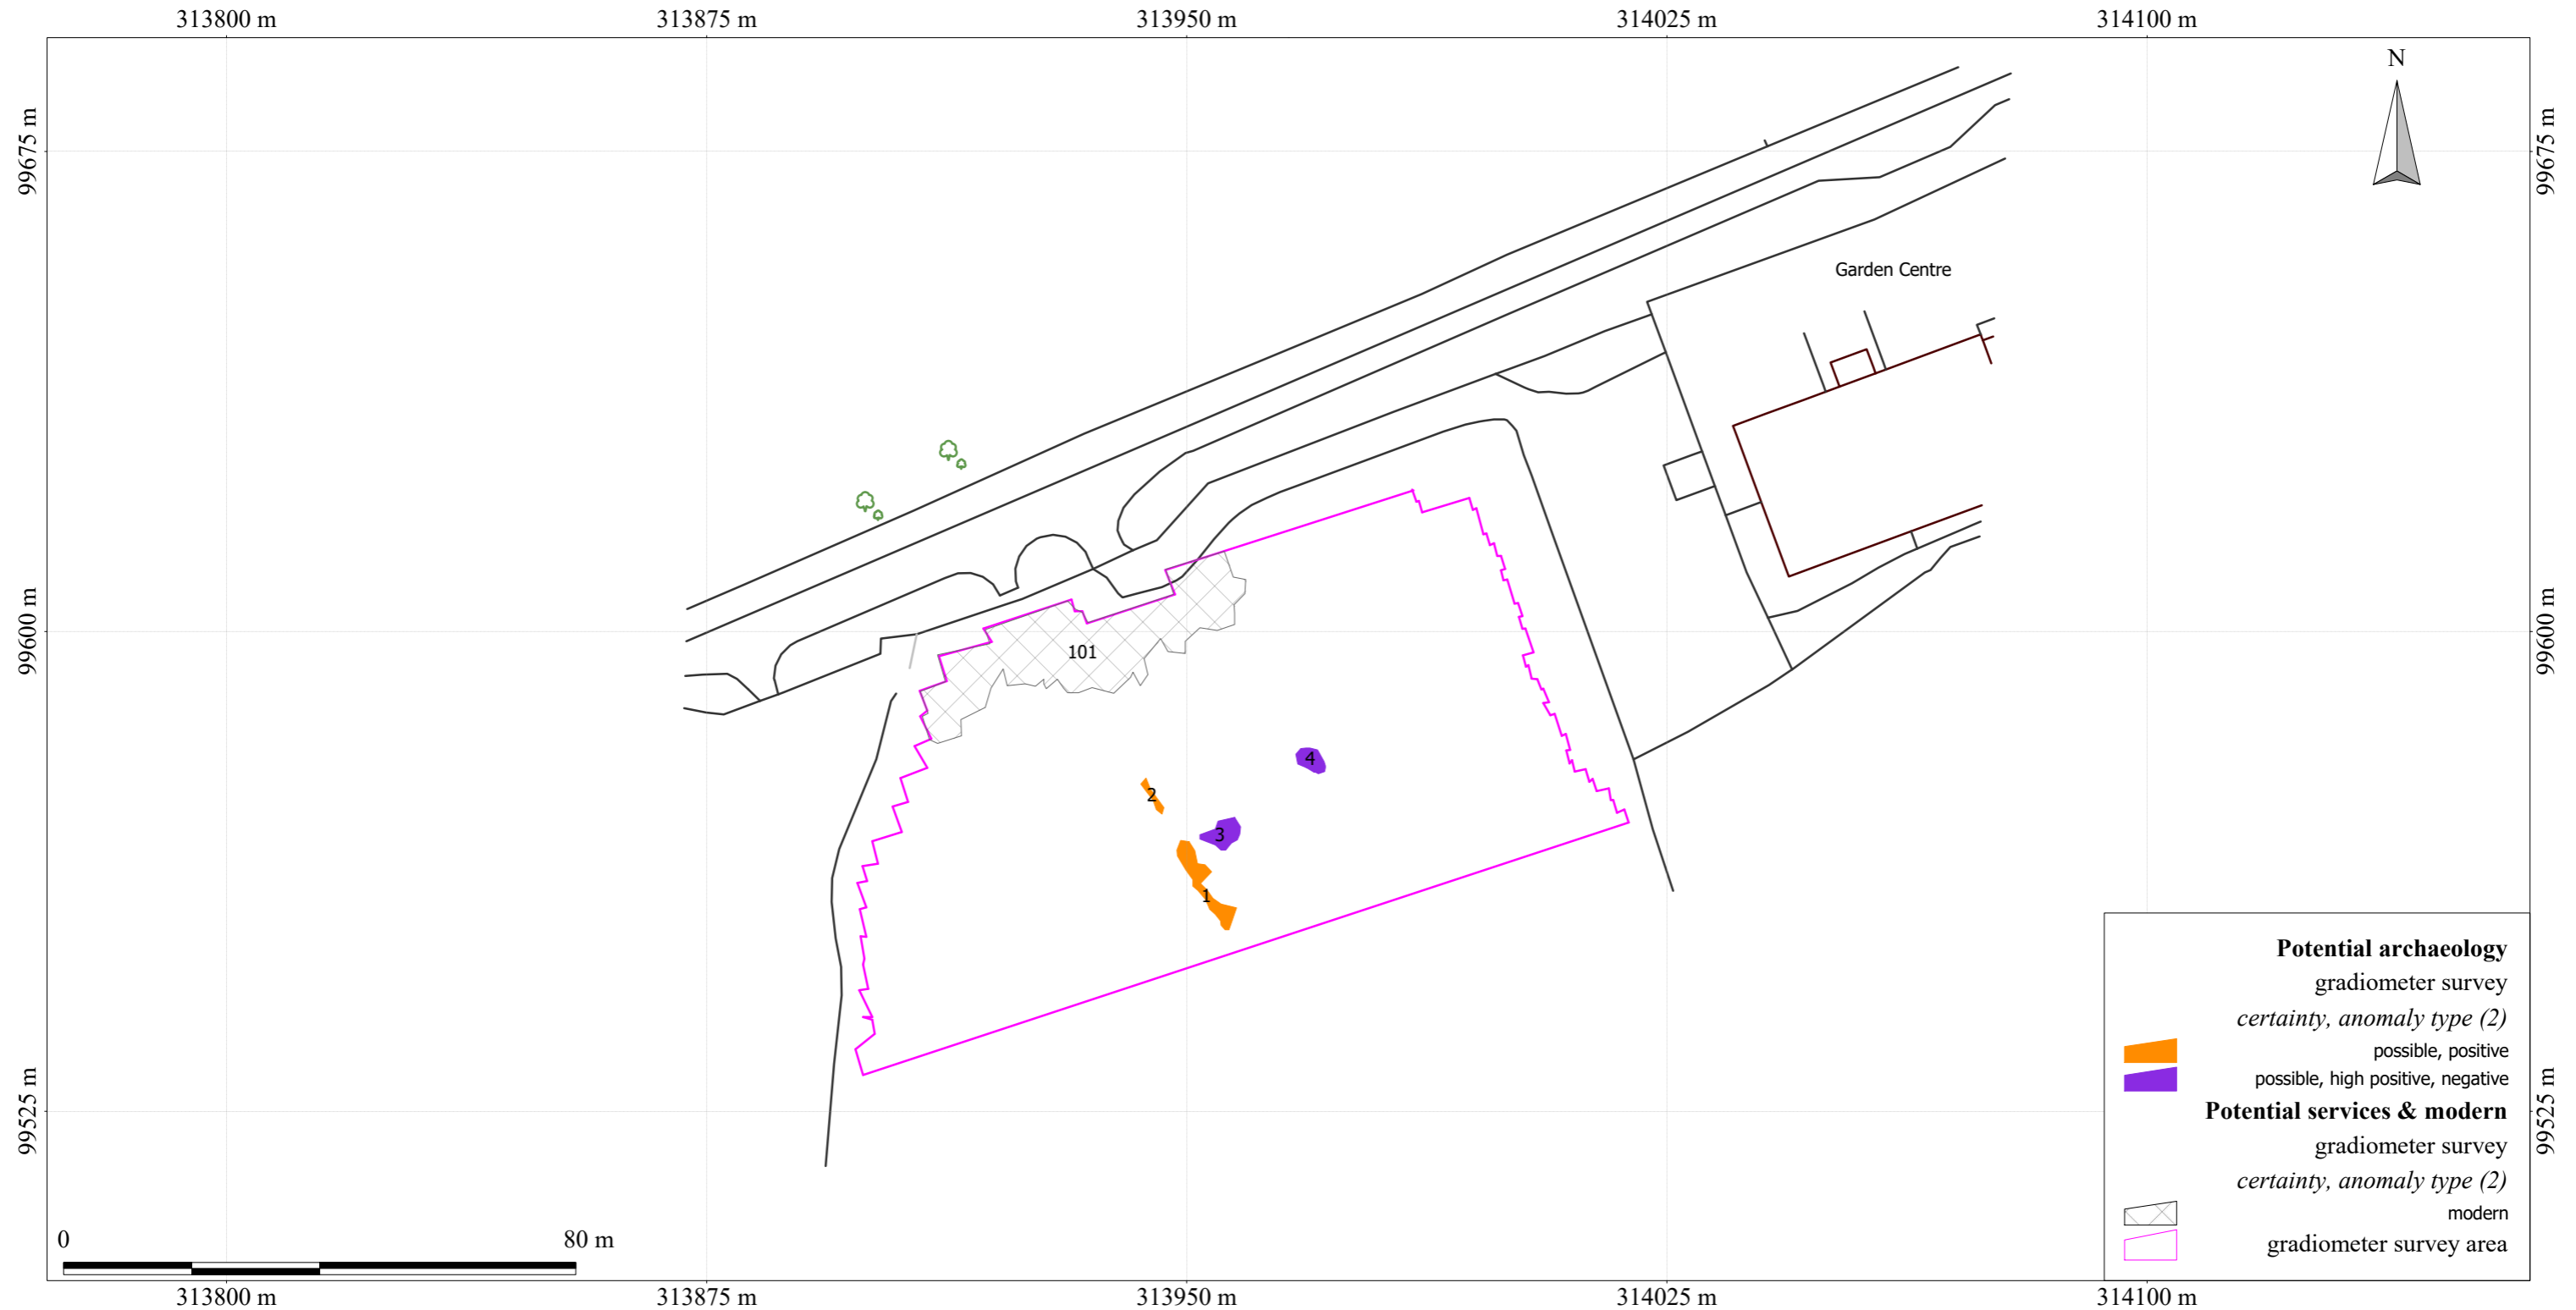 313800 m
313875 m
313950 m
314025 m
314100 m
N
99675 m
99675 m
Garden Centre
99600 m
99600 m
101
4
2
3
1
Potential archaeology
gradiometer survey
certainty, anomaly type (2)
possible, positive
possible, high positive, negative
Potential services & modern
gradiometer survey
certainty, anomaly type (2)
modern
gradiometer survey area
99525 m
99525 m
0
80 m
313800 m
313875 m
313950 m
314025 m
314100 m